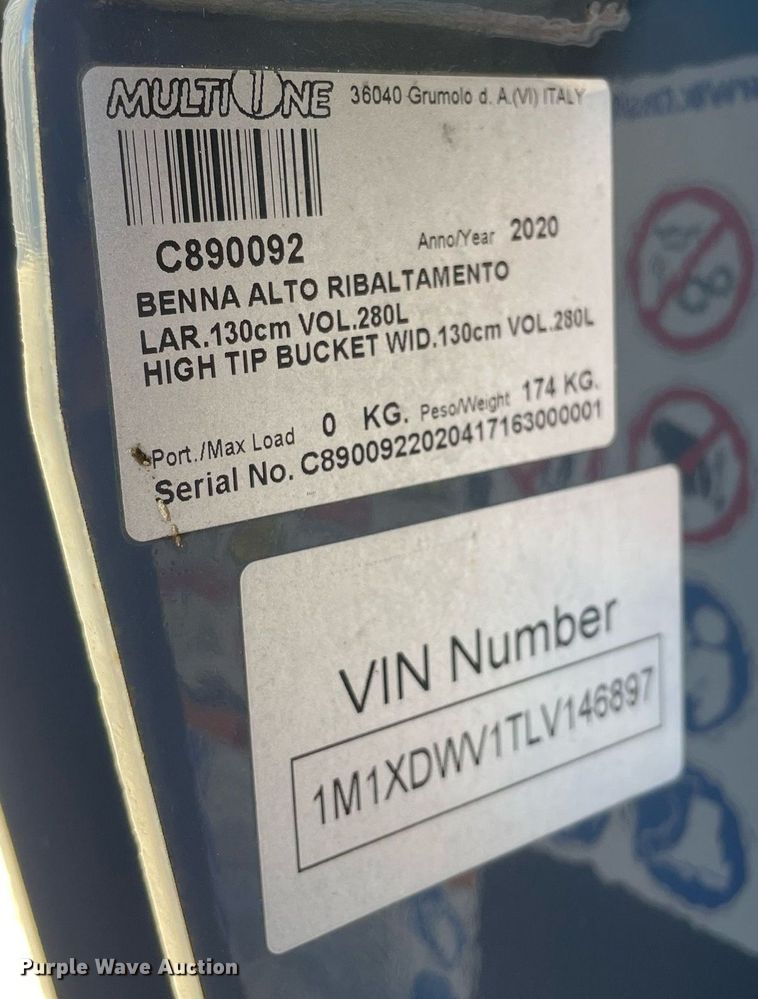 MULTIONE 36040 Grumolo d. A.(VI) ITALY
C890092 Anno/Year 2020
BENNA ALTO RIBALTAMENTO
LAR.130cm VOL.280L
HIGH TIP BUCKET WID.130cm VOL.280L
Port./Max Load 0 KG. Peso/Weight 174 KG.
Serial No. C8900922020417163000001
VIN Number
1M1XDWV1TLV146897
Purple Wave Auction